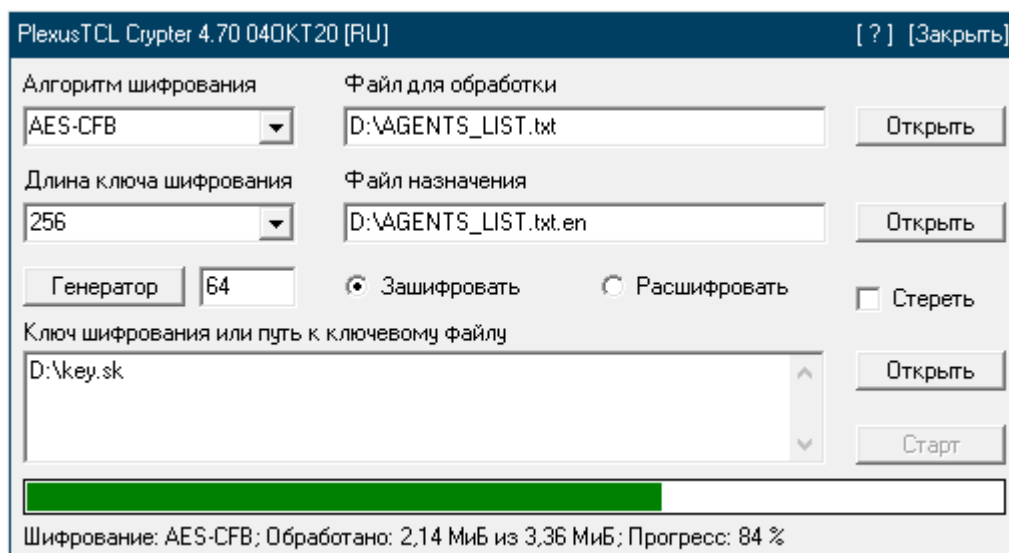 PlexusTCL Crypter 4.70 04OKT20 [RU] [ ? ] [Закрыть]
Алгоритм шифрования Файл для обработки
AES-CFB D:\AGENTS_LIST.txt Открыть
Длина ключа шифрования Файл назначения
256 D:\AGENTS_LIST.txt.en Открыть
Генератор 64 Зашифровать Расшифровать Стереть
Ключ шифрования или путь к ключевому файлу
D:\key.sk Открыть
Старт
Шифрование: AES-CFB; Обработано: 2,14 МиБ из 3,36 МиБ; Прогресс: 84 %